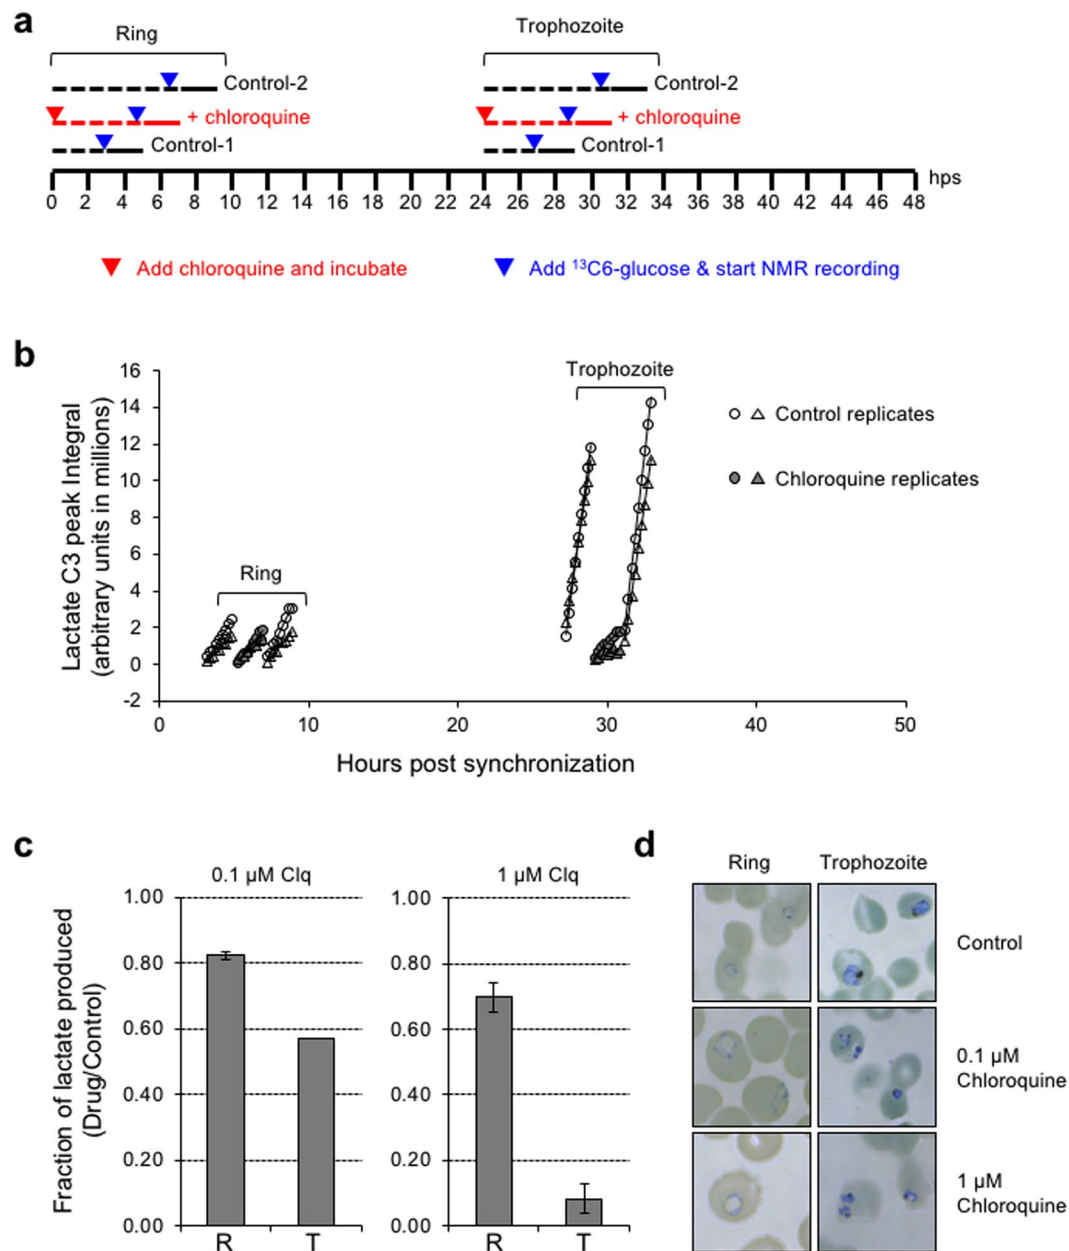 a
Ring
Trophozoite
Control-2
Control-2
+ chloroquine
+ chloroquine
Control-1
Control-1
hps
0 2 4 6 8 10 12 14 16 18 20 22 24 26 28 30 32 34 36 38 40 42 44 46 48
Add chloroquine and incubate
Add ¹³C6-glucose & start NMR recording
b
Lactate C3 peak Integral
(arbitrary units in millions)
16
14
12
10
8
6
4
2
0
-2
Trophozoite
Ring
Control replicates
Chloroquine replicates
0 10 20 30 40 50
Hours post synchronization
c
Fraction of lactate produced
(Drug/Control)
0.1 µM Clq
1.00
0.80
0.60
0.40
0.20
0.00
R T
1 µM Clq
1.00
0.80
0.60
0.40
0.20
0.00
R T
d
Ring
Trophozoite
Control
0.1 µM
Chloroquine
1 µM
Chloroquine